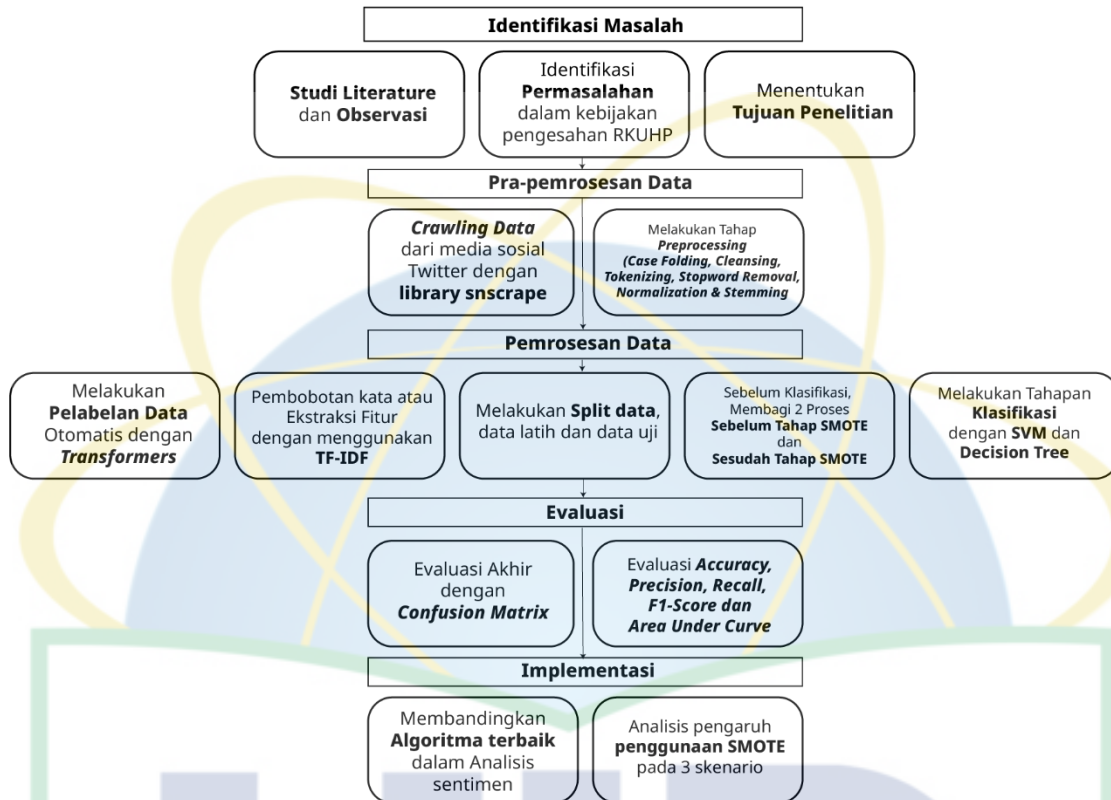 Identifikasi Masalah
Studi Literature
dan Observasi
Identifikasi
Permasalahan
dalam kebijakan
pengesahan RKUHP
Menentukan
Tujuan Penelitian
Pra-pemrosesan Data
Crawling Data
dari media sosial
Twitter dengan
library snscrape
Melakukan Tahap
Preprocessing
(Case Folding, Cleansing,
Tokenizing, Stopword Removal,
Normalization & Stemming
Pemrosesan Data
Melakukan
Pelabelan Data
Otomatis dengan
Transformers
Pembobotan kata atau
Ekstraksi Fitur
dengan menggunakan
TF-IDF
Melakukan Split data,
data latih dan data uji
Sebelum Klasifikasi,
Membagi 2 Proses
Sebelum Tahap SMOTE
dan
Sesudah Tahap SMOTE
Melakukan Tahapan
Klasifikasi
dengan SVM dan
Decision Tree
Evaluasi
Evaluasi Akhir
dengan
Confusion Matrix
Evaluasi Accuracy,
Precision, Recall,
F1-Score dan
Area Under Curve
Implementasi
Membandingkan
Algoritma terbaik
dalam Analisis
sentimen
Analisis pengaruh
penggunaan SMOTE
pada 3 skenario